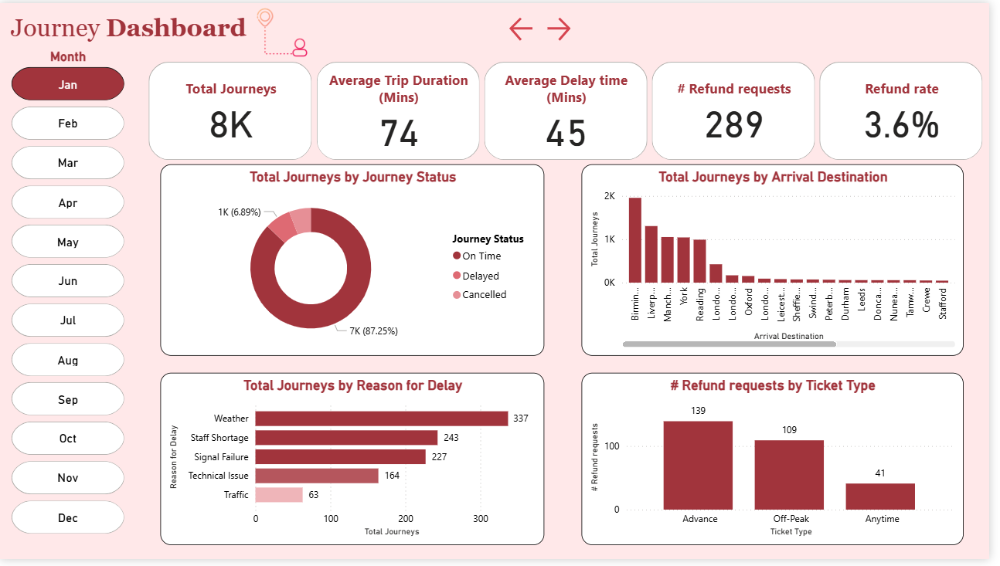 Journey Dashboard
Month
Jan
Feb
Mar
Apr
May
Jun
Jul
Aug
Sep
Oct
Nov
Dec
Total Journeys
8K
Average Trip Duration
(Mins)
74
Average Delay time
(Mins)
45
# Refund requests
289
Refund rate
3.6%
Total Journeys by Journey Status
1K (6.89%)
7K (87.25%)
Journey Status
On Time
Delayed
Cancelled
Total Journeys by Arrival Destination
Total Journeys
2K
1K
0K
Birmin...
Liverp...
Manch...
York
Reading
Londo...
Londo...
Oxford
Londo...
Leicest...
Sheffie...
Swind...
Peterb...
Durham
Leeds
Donca...
Nunea...
Tamw...
Crewe
Stafford
Arrival Destination
Total Journeys by Reason for Delay
Reason for Delay
Weather 337
Staff Shortage 243
Signal Failure 227
Technical Issue 164
Traffic 63
0 100 200 300
Total Journeys
# Refund requests by Ticket Type
# Refund requests
100
0
139
109
41
Advance Off-Peak Anytime
Ticket Type